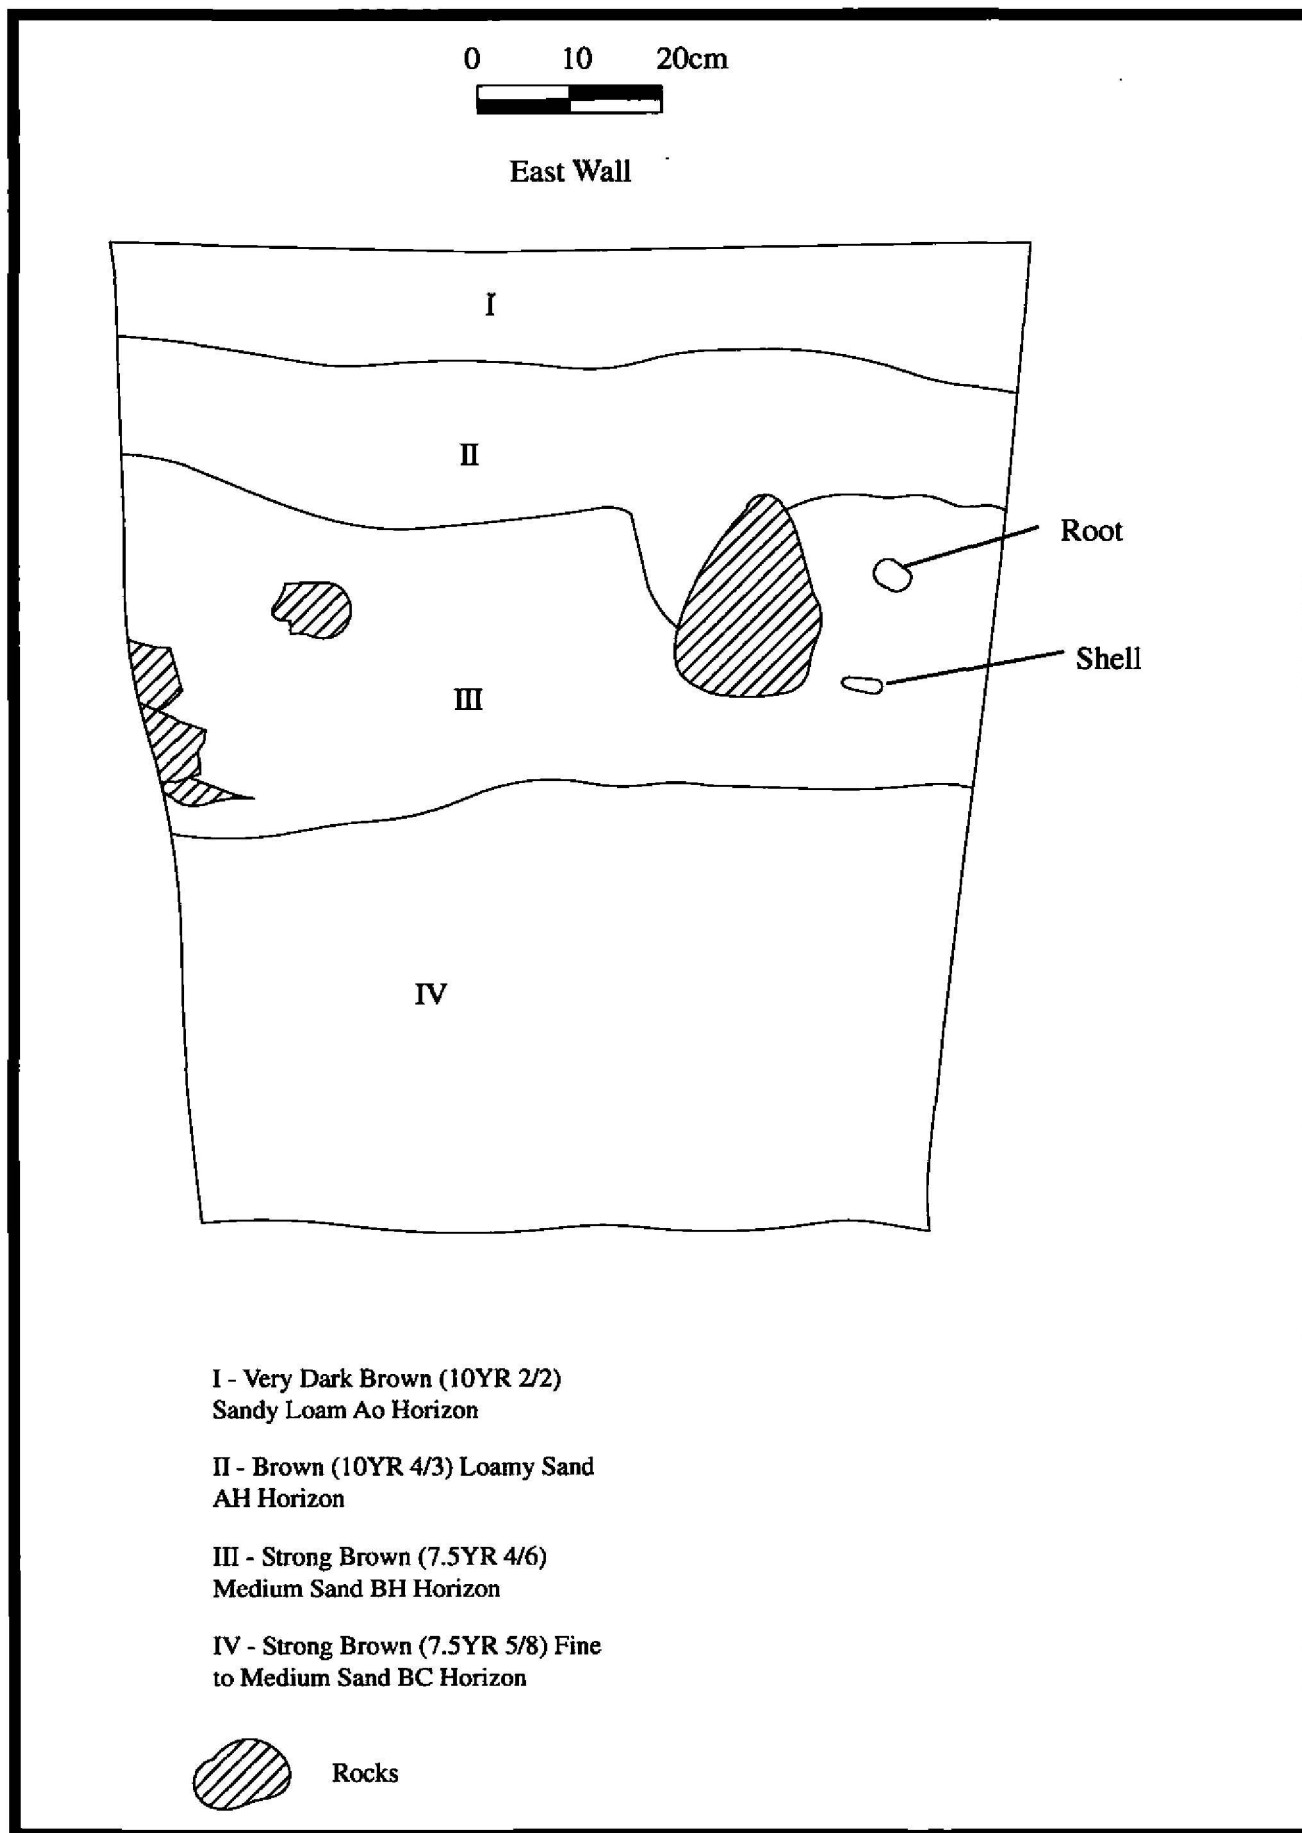 0 10 20cm
East Wall
I
II
Root
Shell
III
IV
I - Very Dark Brown (10YR 2/2)
Sandy Loam Ao Horizon
II - Brown (10YR 4/3) Loamy Sand
AH Horizon
III - Strong Brown (7.5YR 4/6)
Medium Sand BH Horizon
IV - Strong Brown (7.5YR 5/8) Fine
to Medium Sand BC Horizon
Rocks